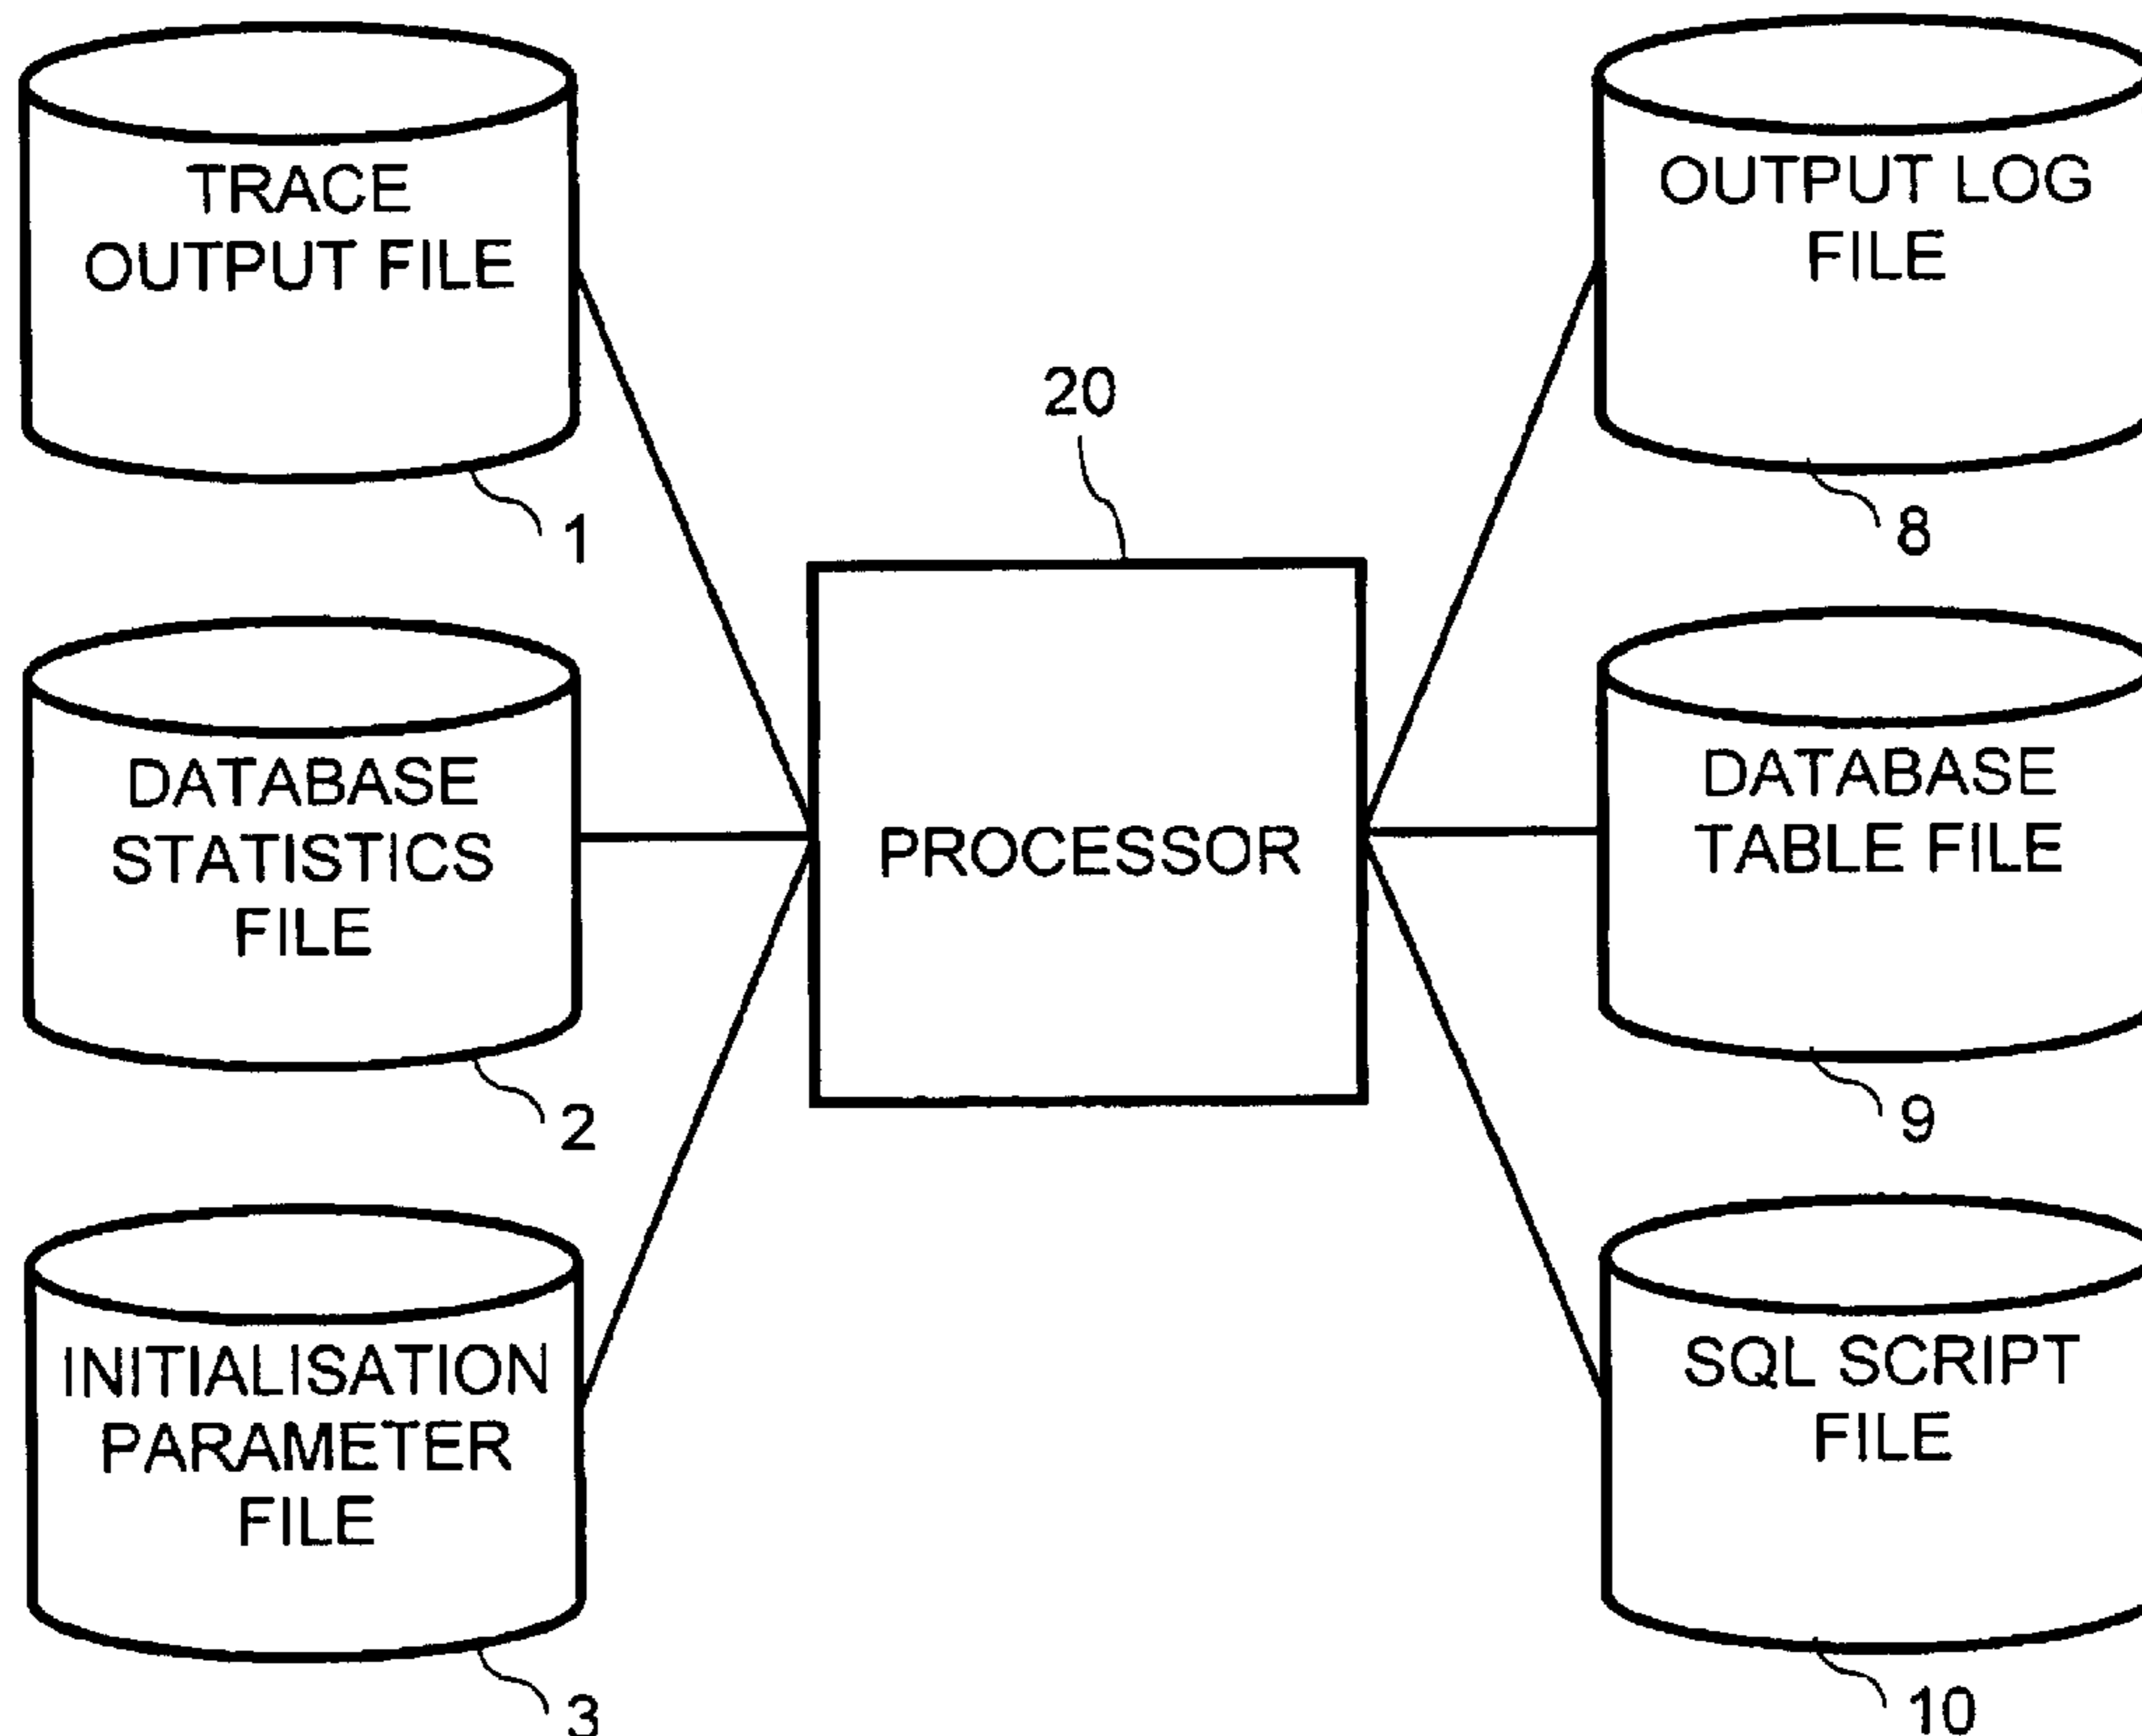 TRACE
OUTPUT FILE
1
DATABASE
STATISTICS
FILE
2
INITIALISATION
PARAMETER
FILE
3
20
PROCESSOR
OUTPUT LOG
FILE
8
DATABASE
TABLE FILE
9
SQL SCRIPT
FILE
10